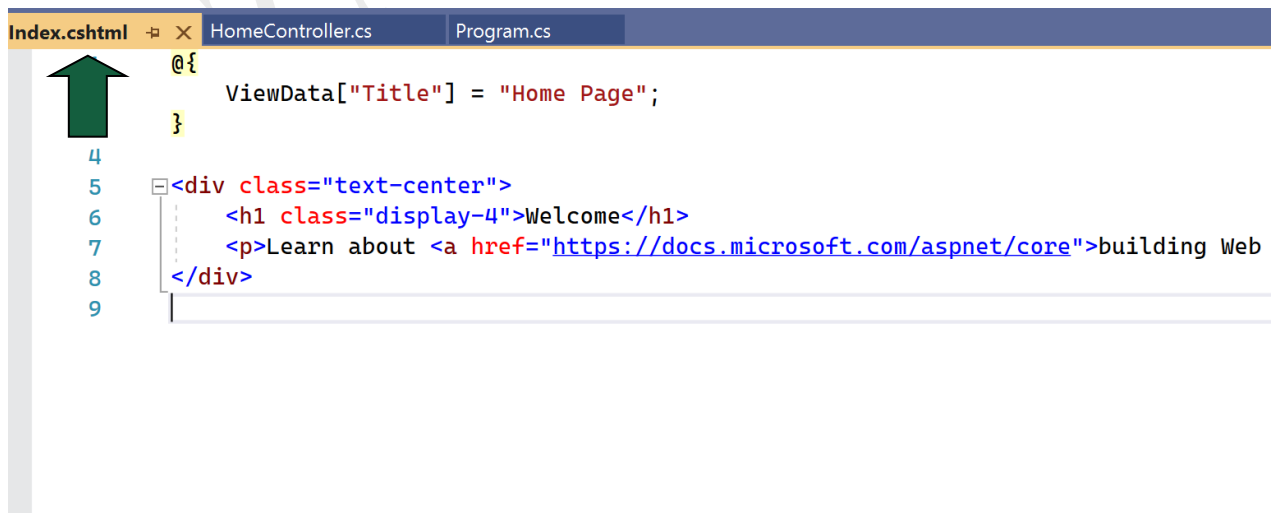 Index.cshtml HomeController.cs Program.cs
@{
ViewData["Title"] = "Home Page";
}
4
5 <div class="text-center">
6 <h1 class="display-4">Welcome</h1>
7 <p>Learn about <a href="https://docs.microsoft.com/aspnet/core">building Web
8 </div>
9